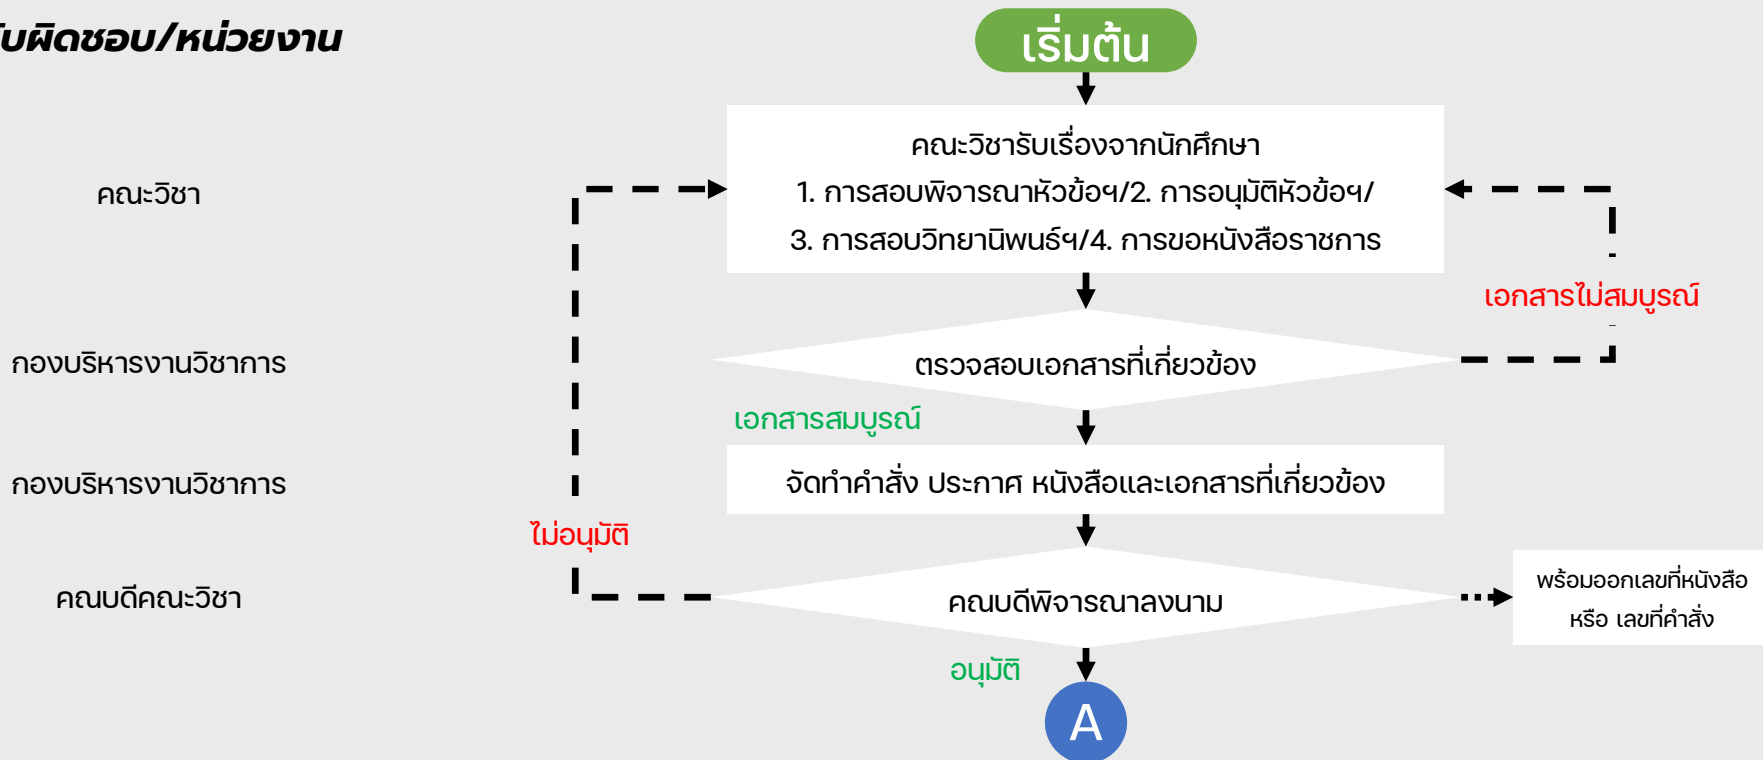 บผิดชอบ/หน่วยงาน
เริ่มต้น
คณะวิชา
คณะวิชารับเรื่องจากนักศึกษา
1. การสอบพิจารณาหัวข้อฯ/2. การอนุมัติหัวข้อฯ/
3. การสอบวิทยานิพนธ์ฯ/4. การขอหนังสือราชการ
เอกสารไม่สมบูรณ์
กองบริหารงานวิชาการ
ตรวจสอบเอกสารที่เกี่ยวข้อง
เอกสารสมบูรณ์
กองบริหารงานวิชาการ
จัดทำคำสั่ง ประกาศ หนังสือและเอกสารที่เกี่ยวข้อง
ไม่อนุมัติ
คณบดีคณะวิชา
คณบดีพิจารณาลงนาม
พร้อมออกเลขที่หนังสือ
หรือ เลขที่คำสั่ง
อนุมัติ
A